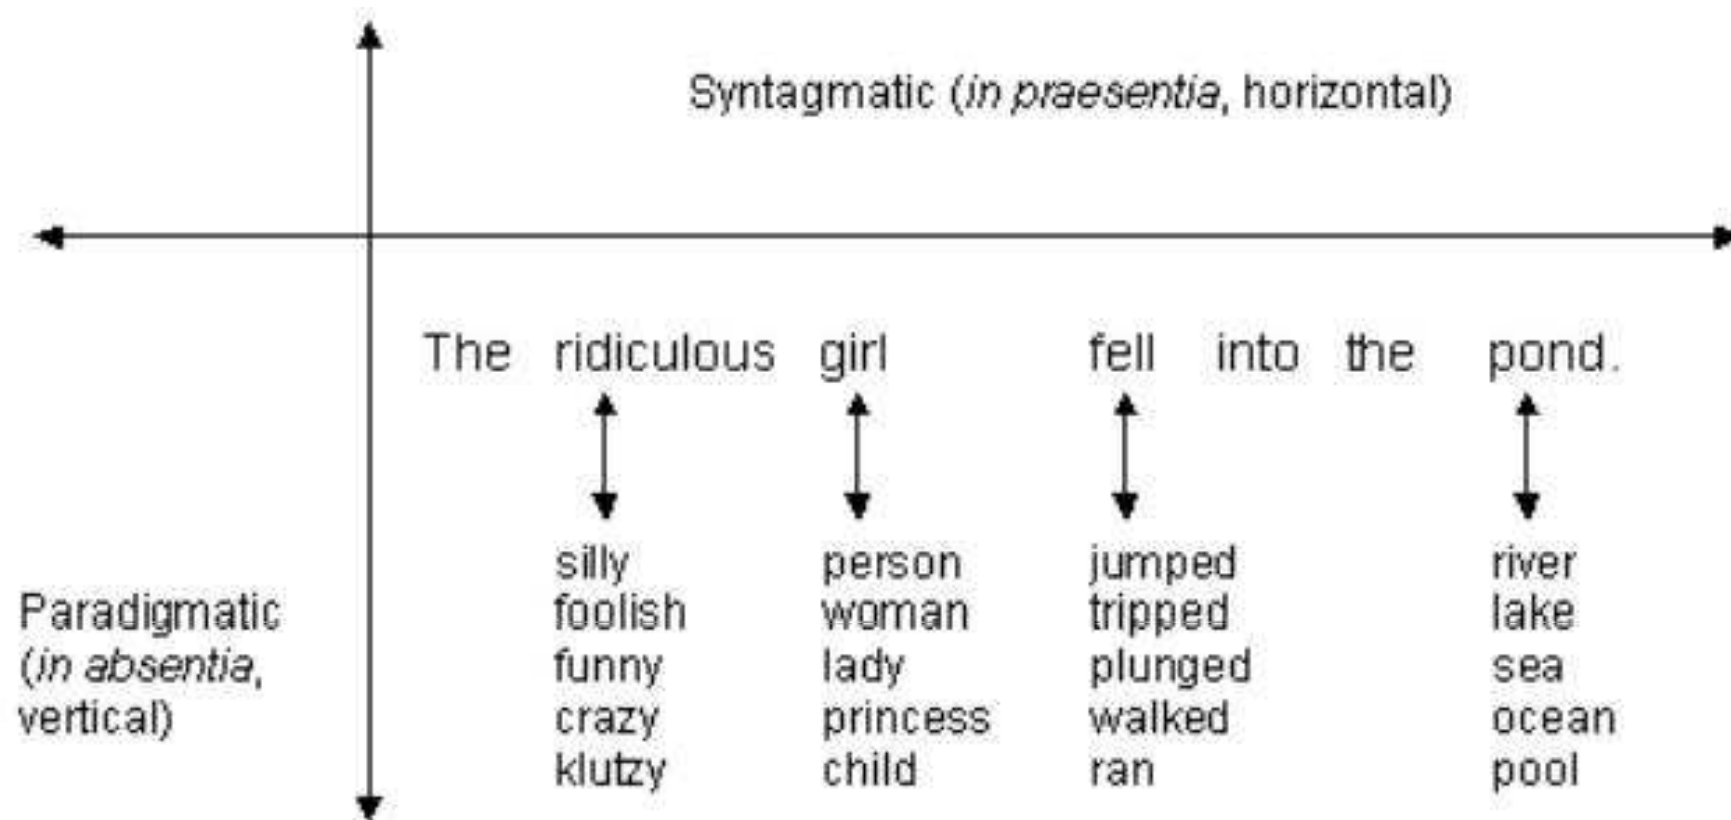 Syntagmatic (in praesentia, horizontal)
The ridiculous girl fell into the pond.
silly person jumped river
Paradigmatic foolish woman tripped lake
(in absentia, funny lady plunged sea
vertical) crazy princess walked ocean
klutzy child ran pool